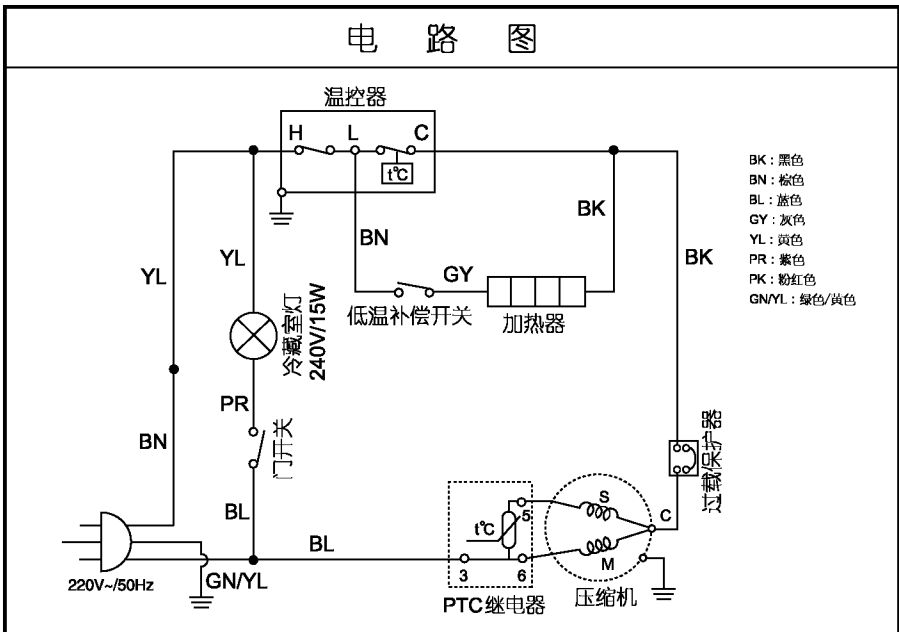 电 路 图
温控器
H L C
t℃
BK：黑色
BN：棕色
BL：蓝色
GY：灰色
YL：黄色
PR：紫色
PK：粉红色
GN/YL：绿色/黄色
BK
BN
YL
YL
BK
GY
低温补偿开关
加热器
冷藏室灯
240V/15W
PR
BN
门开关
过载保护器
BL
S
C
5
t℃
BL
M
3 6
220V~/50Hz
GN/YL
PTC继电器
压缩机